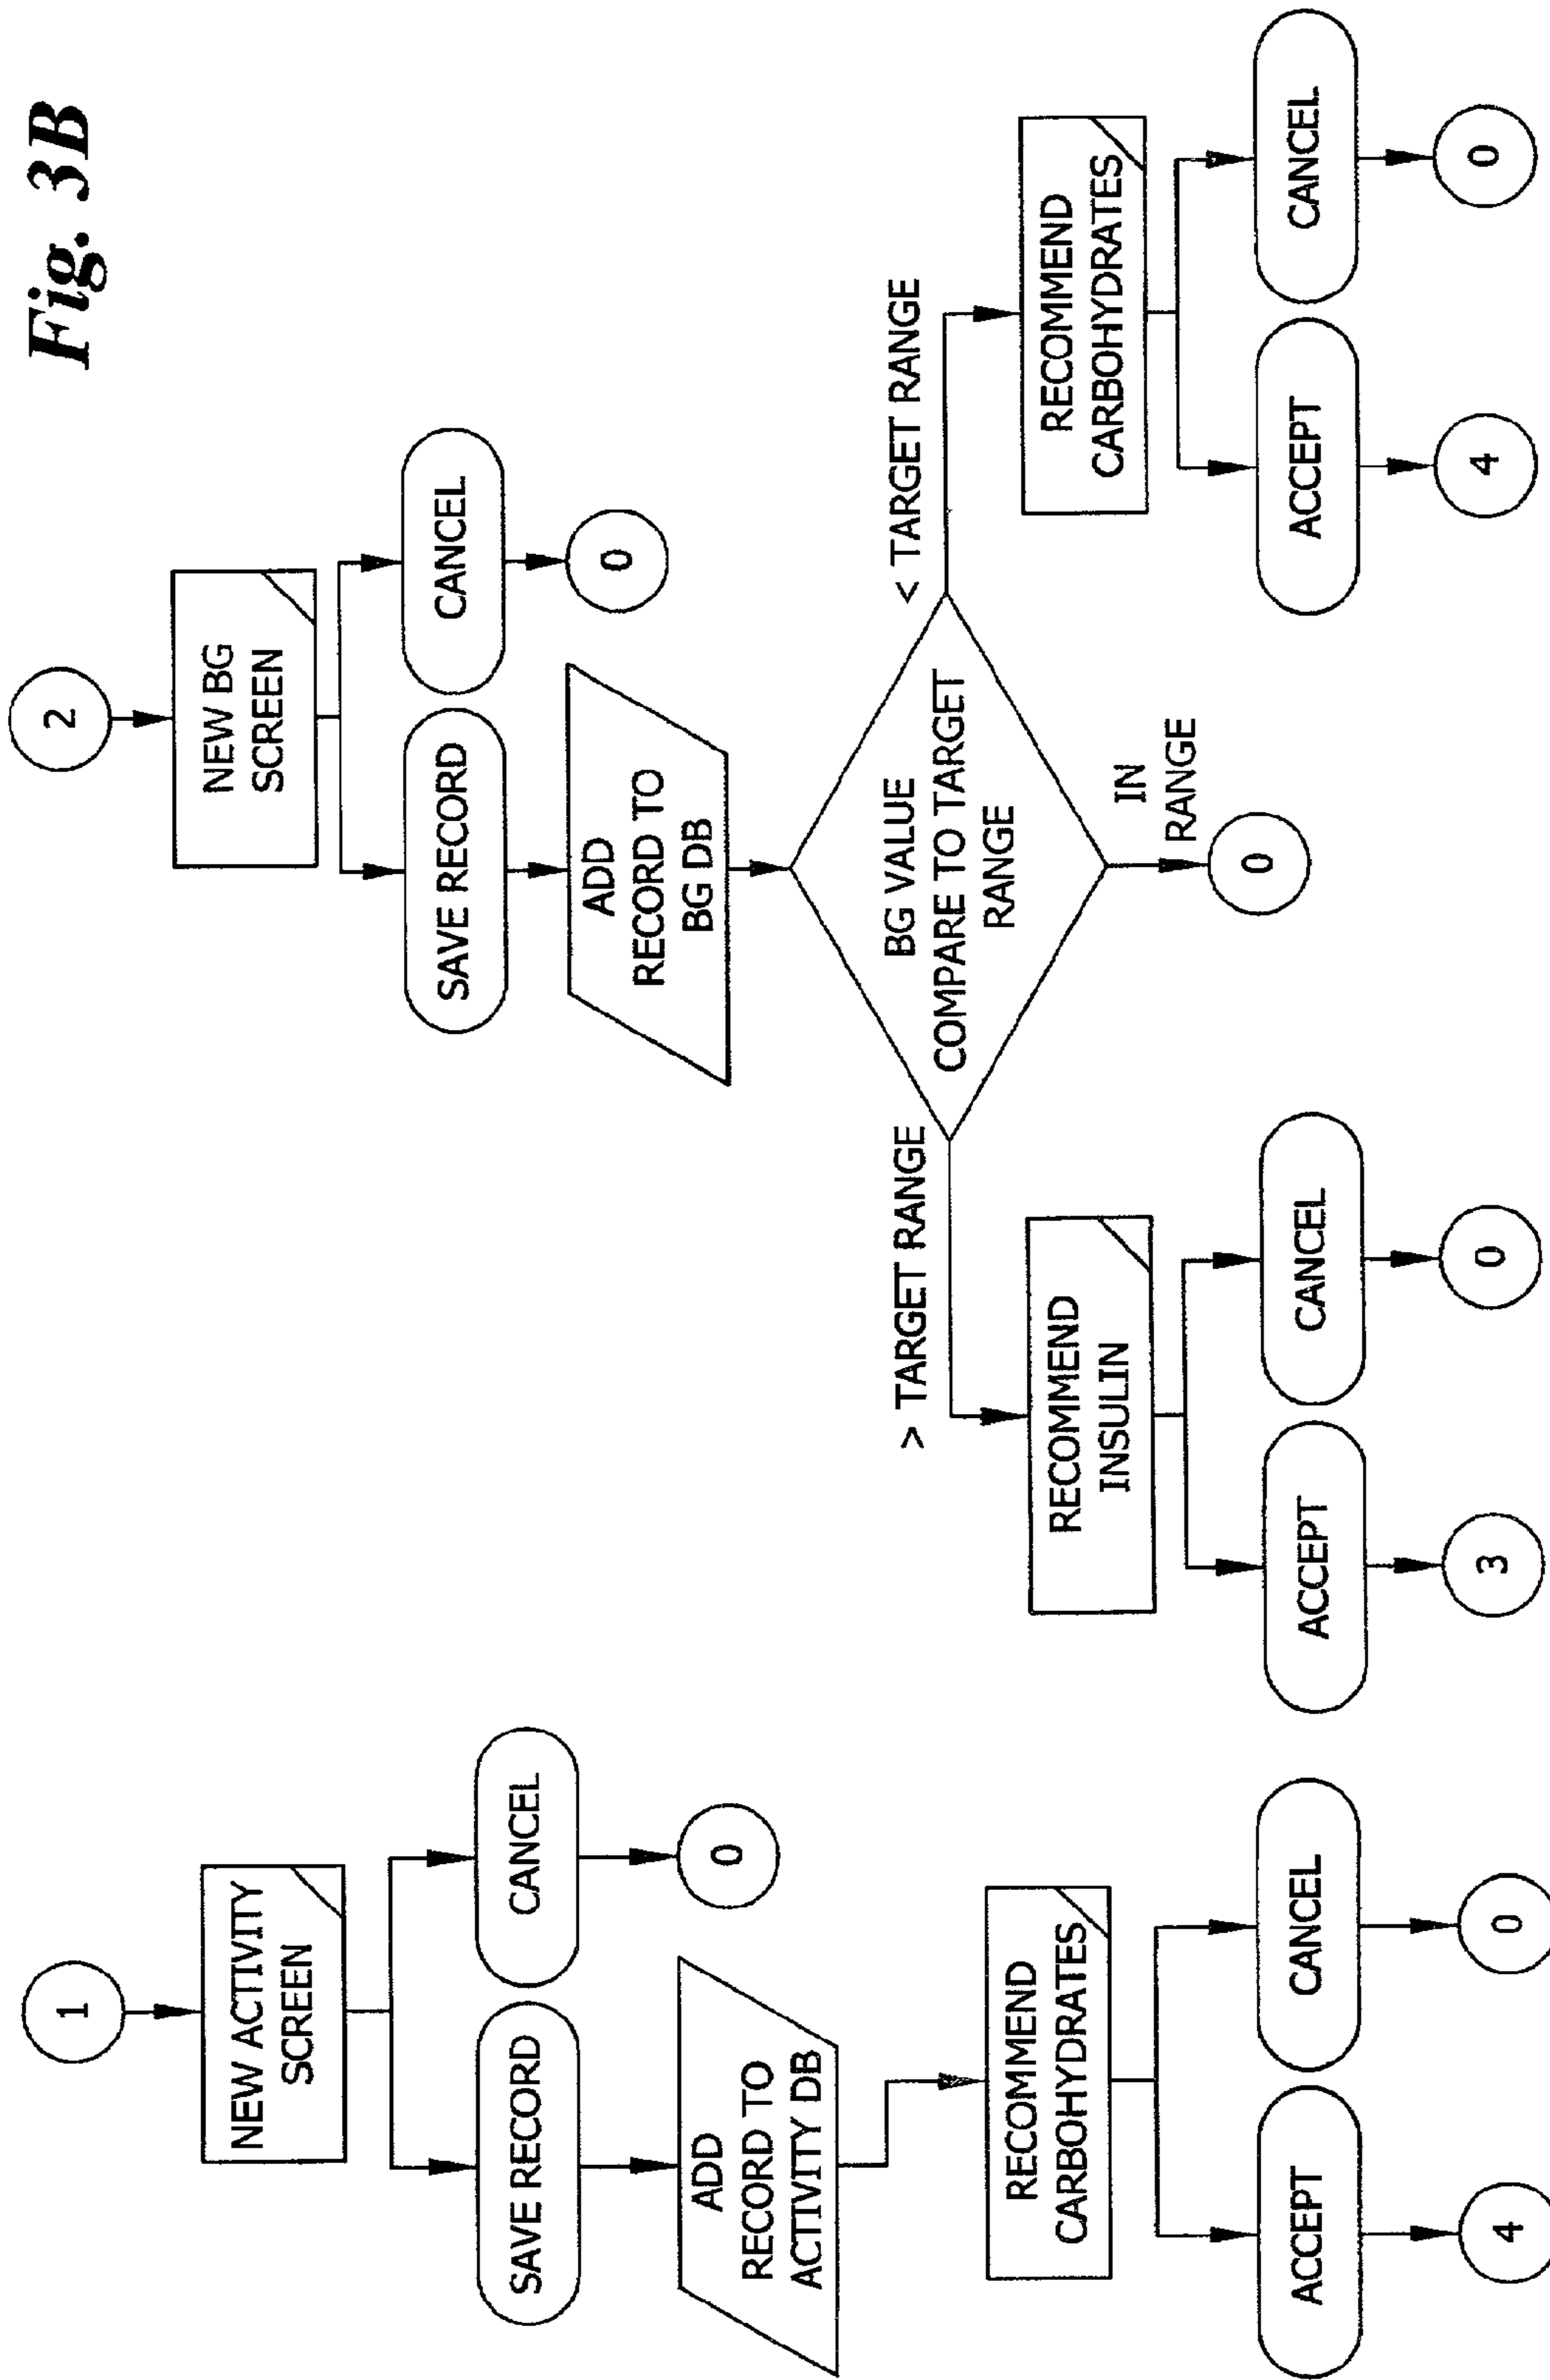 Fig. 3B
1
NEW ACTIVITY
SCREEN
SAVE RECORD
CANCEL
0
ADD
RECORD TO
ACTIVITY DB
RECOMMEND
CARBOHYDRATES
ACCEPT
CANCEL
4
0
2
NEW BG
SCREEN
SAVE RECORD
CANCEL
0
ADD
RECORD TO
BG DB
BG VALUE
COMPARE TO TARGET
RANGE
> TARGET RANGE
< TARGET RANGE
IN
RANGE
0
RECOMMEND
INSULIN
ACCEPT
CANCEL
3
0
RECOMMEND
CARBOHYDRATES
ACCEPT
CANCEL
4
0